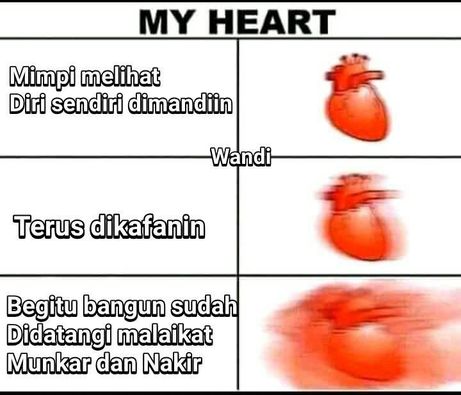 MY HEART
Mimpi melihat
Diri sendiri dimandiin
Wandi
Terus dikafanin
Begitu bangun sudah
Didatangi malaikat
Munkar dan Nakir